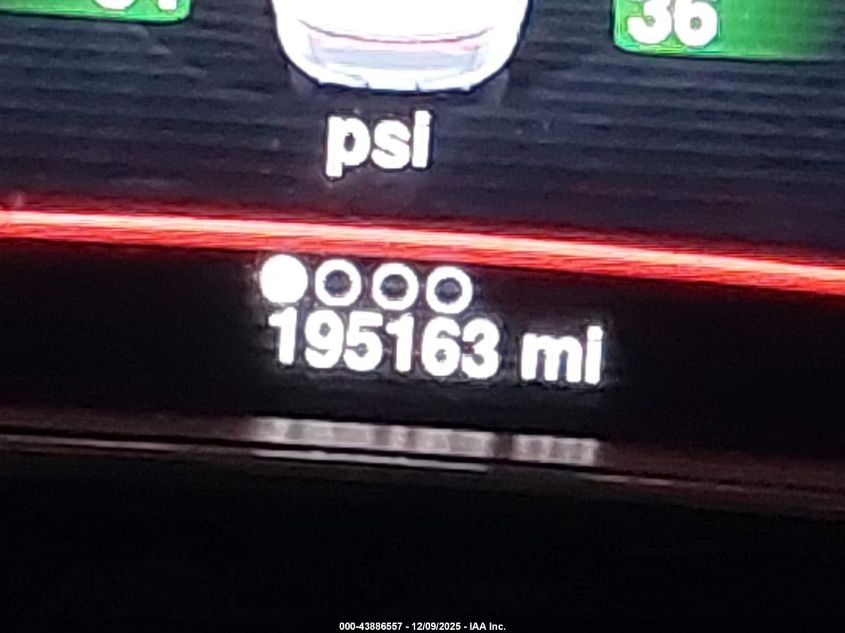 36
psi
195163 mi
000-43886557 - 12/09/2025 - IAA Inc.